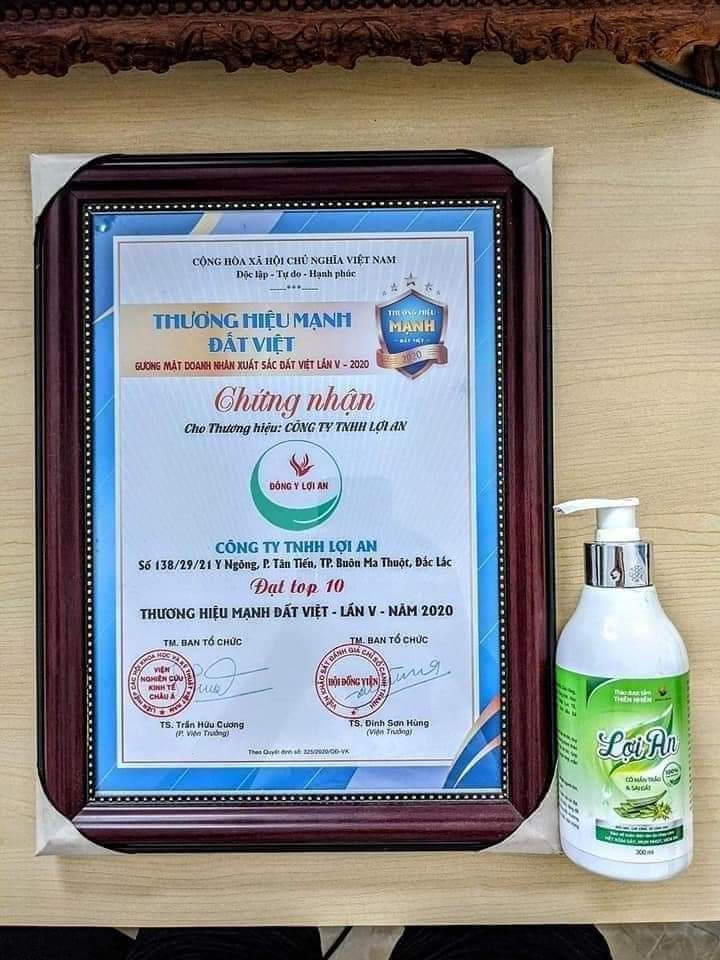 CỘNG HÒA XÃ HỘI CHỦ NGHĨA VIỆT NAM
Độc lập - Tự do - Hạnh phúc
-----***-----
THƯƠNG HIỆU MẠNH
ĐẤT VIỆT
GƯƠNG MẶT DOANH NHÂN XUẤT SẮC ĐẤT VIỆT LẦN V - 2020
THƯƠNG HIỆU
MẠNH
ĐẤT VIỆT
2020
Chứng nhận
Cho Thương hiệu: CÔNG TY TNHH LỢI AN
ĐÔNG Y LỢI AN
CÔNG TY TNHH LỢI AN
Số 138/29/21 Y Ngông, P. Tân Tiến, TP. Buôn Ma Thuột, Đắc Lắc
Đạt top 10
THƯƠNG HIỆU MẠNH ĐẤT VIỆT - LẦN V - NĂM 2020
TM. BAN TỔ CHỨC
TM. BAN TỔ CHỨC
VIỆN
NGHIÊN CỨU
KINH TẾ
CHÂU Á
HỘI ĐỒNG VIỆN
TS. Trần Hữu Cương
(P. Viện Trưởng)
TS. Đinh Sơn Hùng
(Viện Trưởng)
Theo Quyết định số: 325/2020/QĐ-VK
Thảo dược tắm
THIÊN NHIÊN
Lợi An
CỎ MẦN TRẦU
& SÀI ĐẤT
100%
300 ml